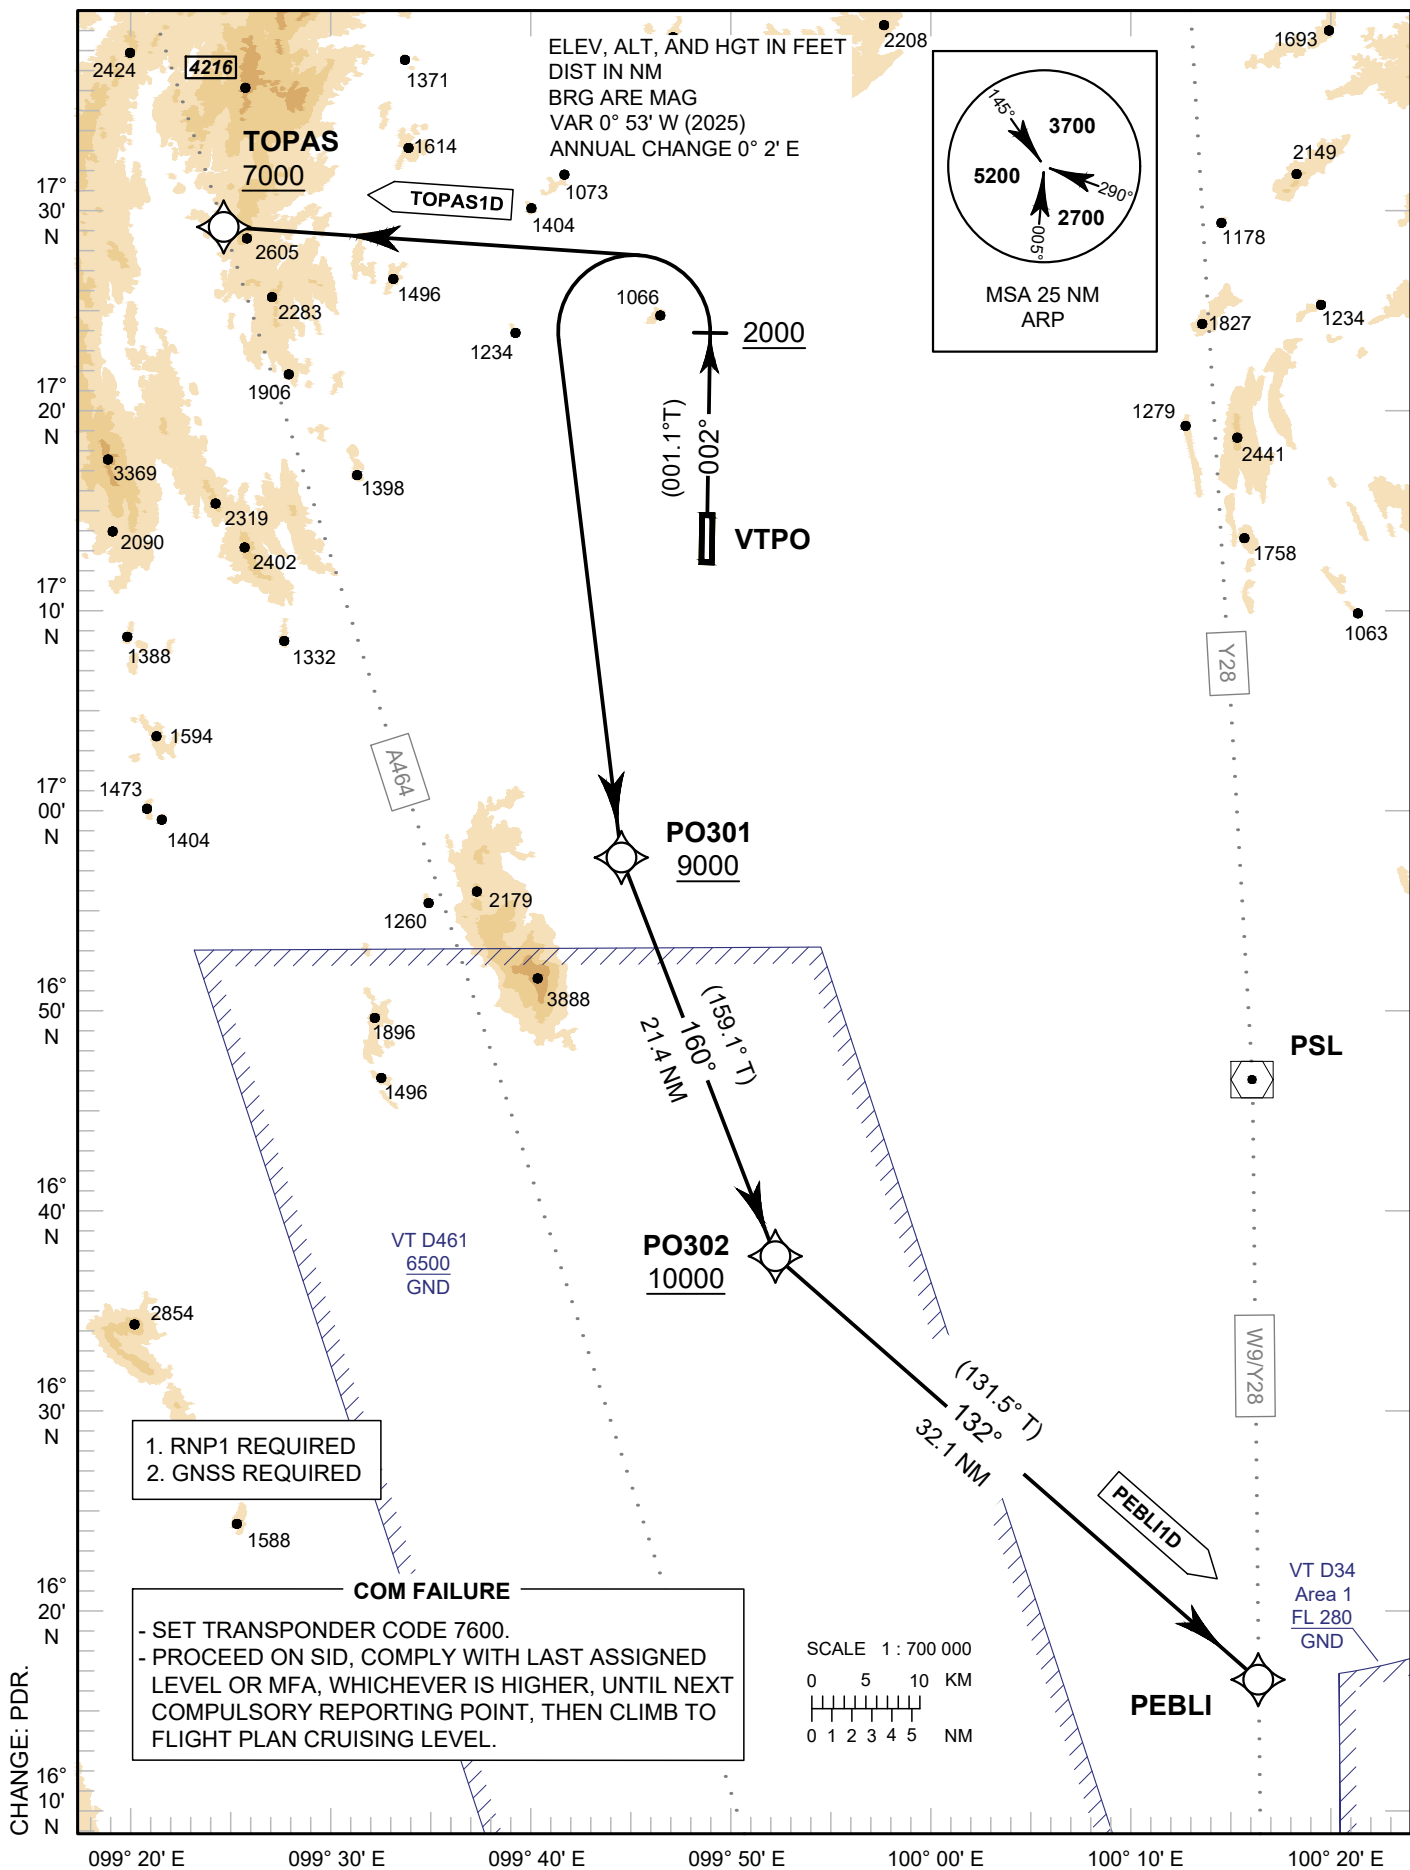 ELEV, ALT, AND HGT IN FEET
DIST IN NM
BRG ARE MAG
VAR 0° 53' W (2025)
ANNUAL CHANGE 0° 2' E
2424
4216
1371
2208
1693
TOPAS
7000
1614
1073
TOPAS1D
1404
145°
3700
5200
290°
2700
005°
MSA 25 NM
ARP
2149
1178
17°
30'
N
2605
1496
2283
1066
1234
2000
1827
1234
1906
17°
20'
N
1279
2441
(001.1°T)
002°
3369
1398
2319
2090
2402
VTPO
1758
17°
10'
N
1388
1332
1063
Y28
1594
A464
1473
1404
17°
00'
N
PO301
9000
2179
1260
3888
16°
50'
N
1896
1496
(159.1° T)
160°
21.4 NM
PSL
16°
40'
N
VT D461
6500
GND
PO302
10000
2854
W9/Y28
16°
30'
N
(131.5° T)
132°
32.1 NM
1. RNP1 REQUIRED
2. GNSS REQUIRED
1588
PEBLI1D
VT D34
Area 1
FL 280
GND
16°
20'
N
COM FAILURE
- SET TRANSPONDER CODE 7600.
- PROCEED ON SID, COMPLY WITH LAST ASSIGNED
LEVEL OR MFA, WHICHEVER IS HIGHER, UNTIL NEXT
COMPULSORY REPORTING POINT, THEN CLIMB TO
FLIGHT PLAN CRUISING LEVEL.
SCALE 1 : 700 000
0 5 10 KM
0 1 2 3 4 5 NM
PEBLI
16°
10'
N
CHANGE: PDR.
099° 20' E 099° 30' E 099° 40' E 099° 50' E 100° 00' E 100° 10' E 100° 20' E